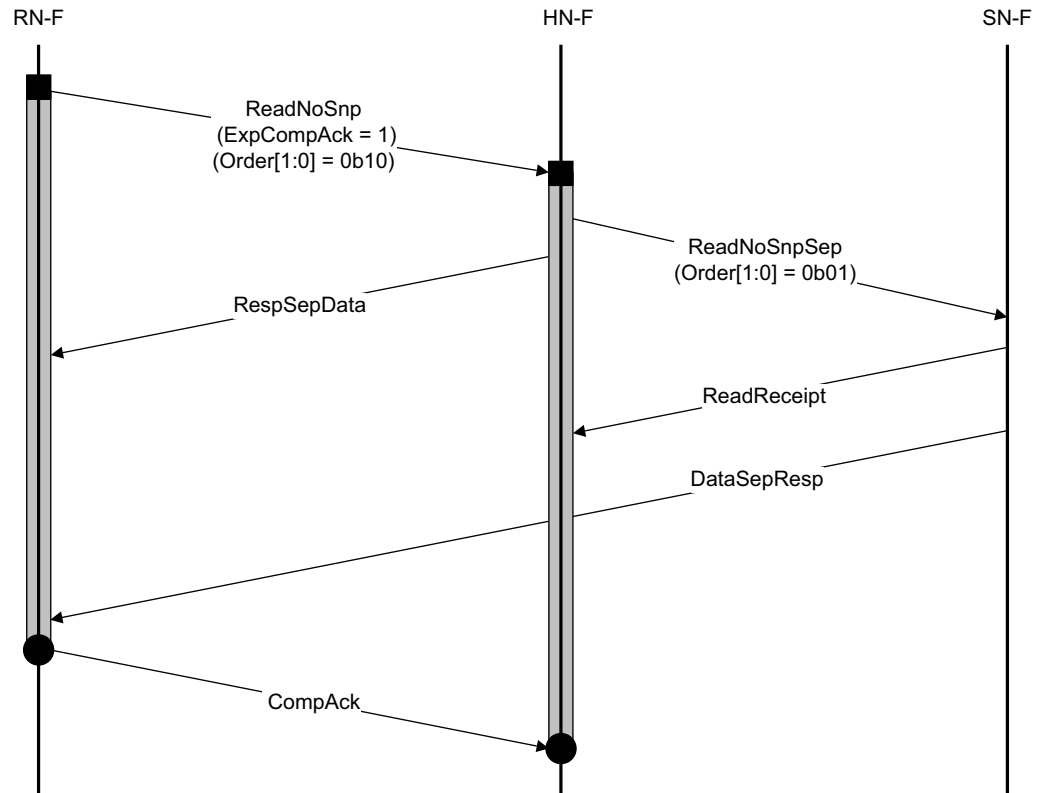 RN-F
HN-F
SN-F
ReadNoSnp
(ExpCompAck = 1)
(Order[1:0] = 0b10)
ReadNoSnpSep
(Order[1:0] = 0b01)
RespSepData
ReadReceipt
DataSepResp
CompAck